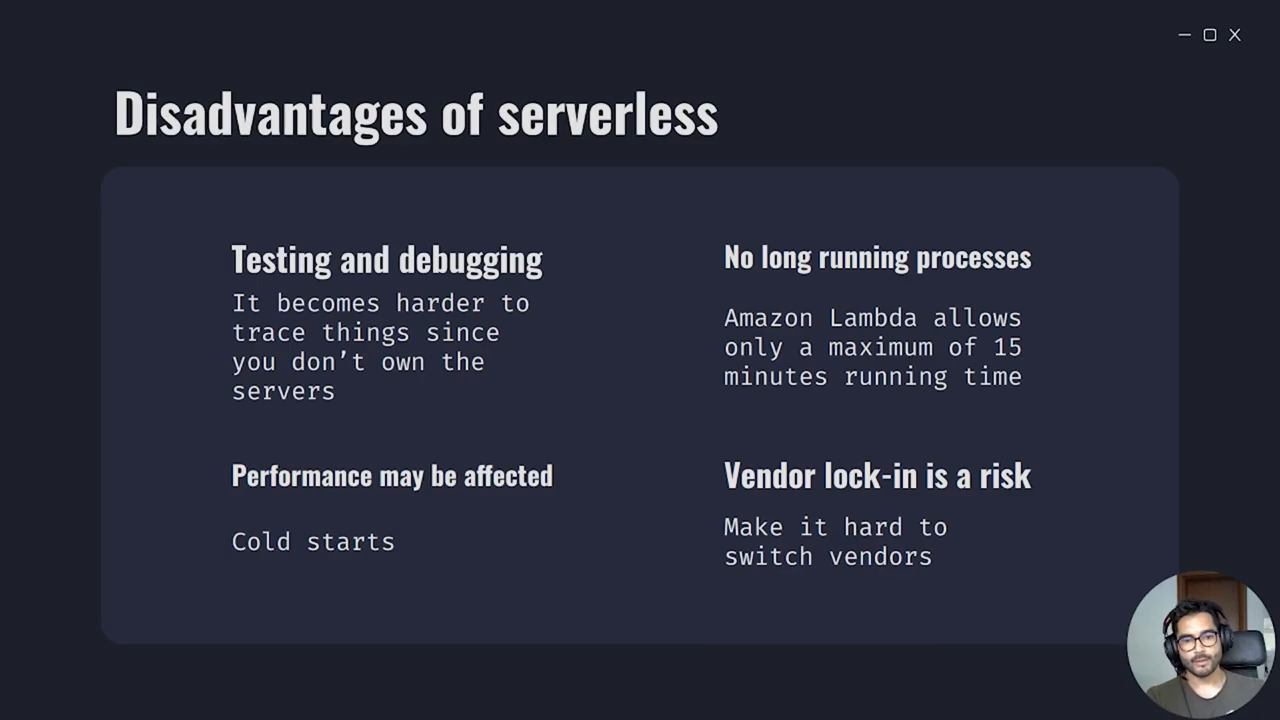 Disadvantages of serverless
Testing and debugging
It becomes harder to
trace things since
you don’t own the
servers
No long running processes
Amazon Lambda allows
only a maximum of 15
minutes running time
Performance may be affected
Cold starts
Vendor lock-in is a risk
Make it hard to
switch vendors